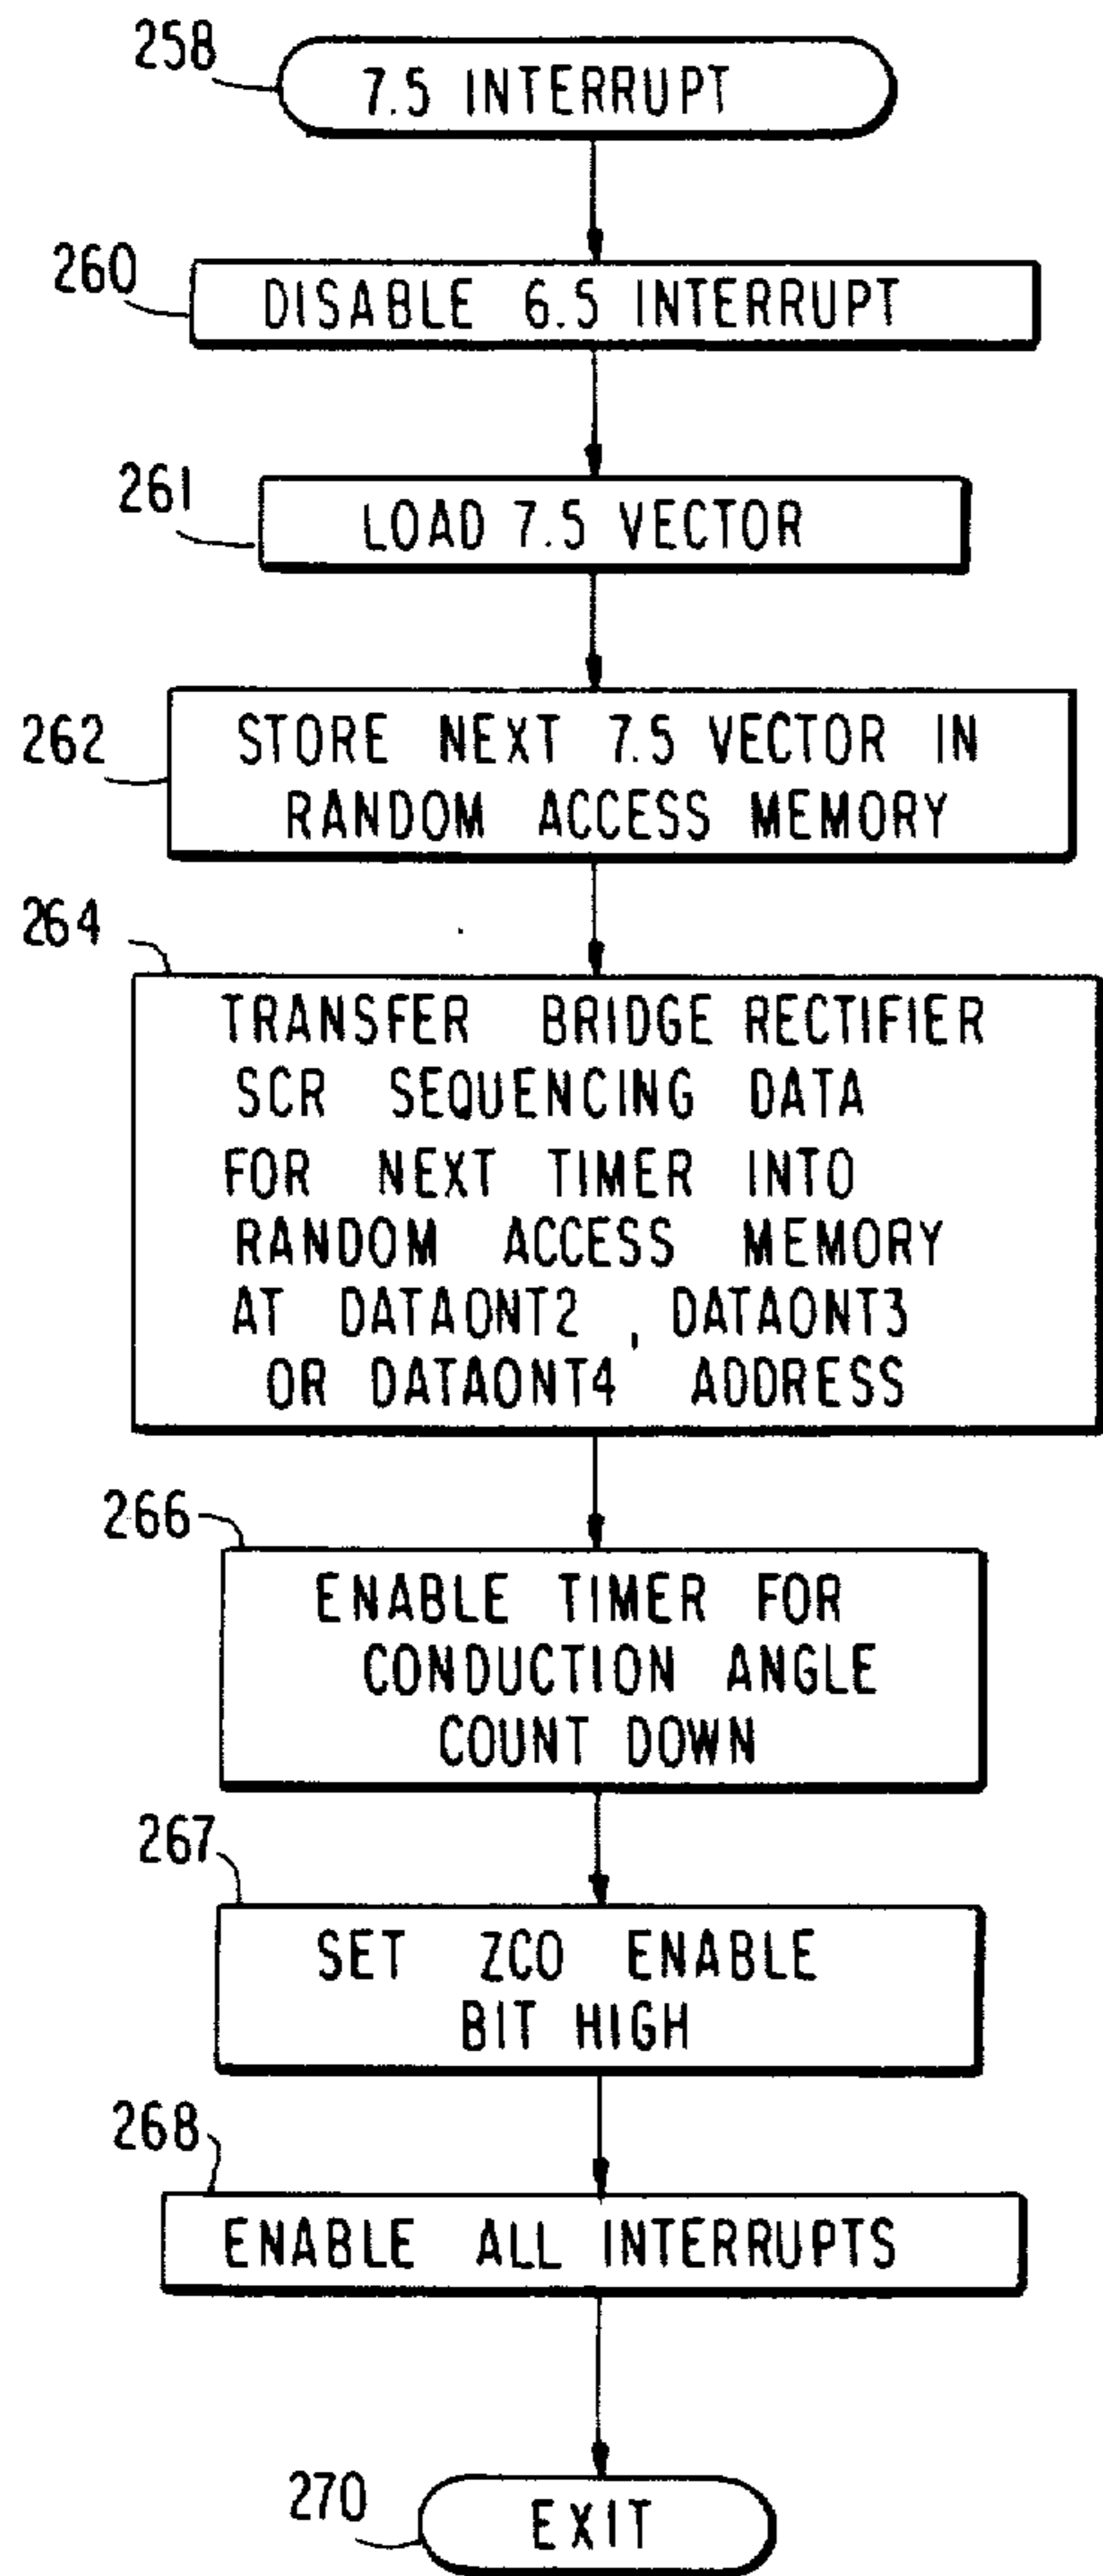 258
7.5 INTERRUPT
260
DISABLE 6.5 INTERRUPT
261
LOAD 7.5 VECTOR
262
STORE NEXT 7.5 VECTOR IN
RANDOM ACCESS MEMORY
264
TRANSFER BRIDGE RECTIFIER
SCR SEQUENCING DATA
FOR NEXT TIMER INTO
RANDOM ACCESS MEMORY
AT DATAONT2 , DATAONT3
OR DATAONT4 ADDRESS
266
ENABLE TIMER FOR
CONDUCTION ANGLE
COUNT DOWN
267
SET ZCO ENABLE
BIT HIGH
268
ENABLE ALL INTERRUPTS
270
EXIT